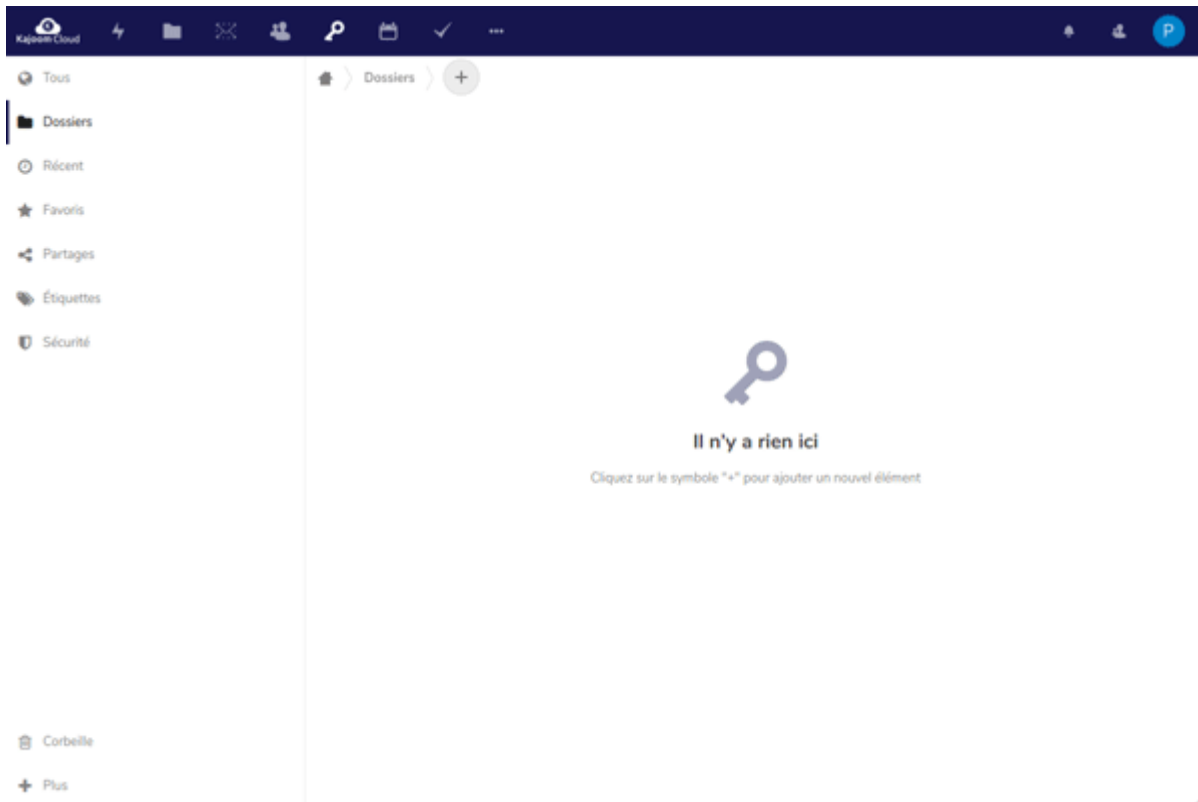 Kajoom Cloud
P
Tous
Dossiers
Récent
Favoris
Partages
Étiquettes
Sécurité
Corbeille
Plus
Dossiers
Il n'y a rien ici
Cliquez sur le symbole "+" pour ajouter un nouvel élément